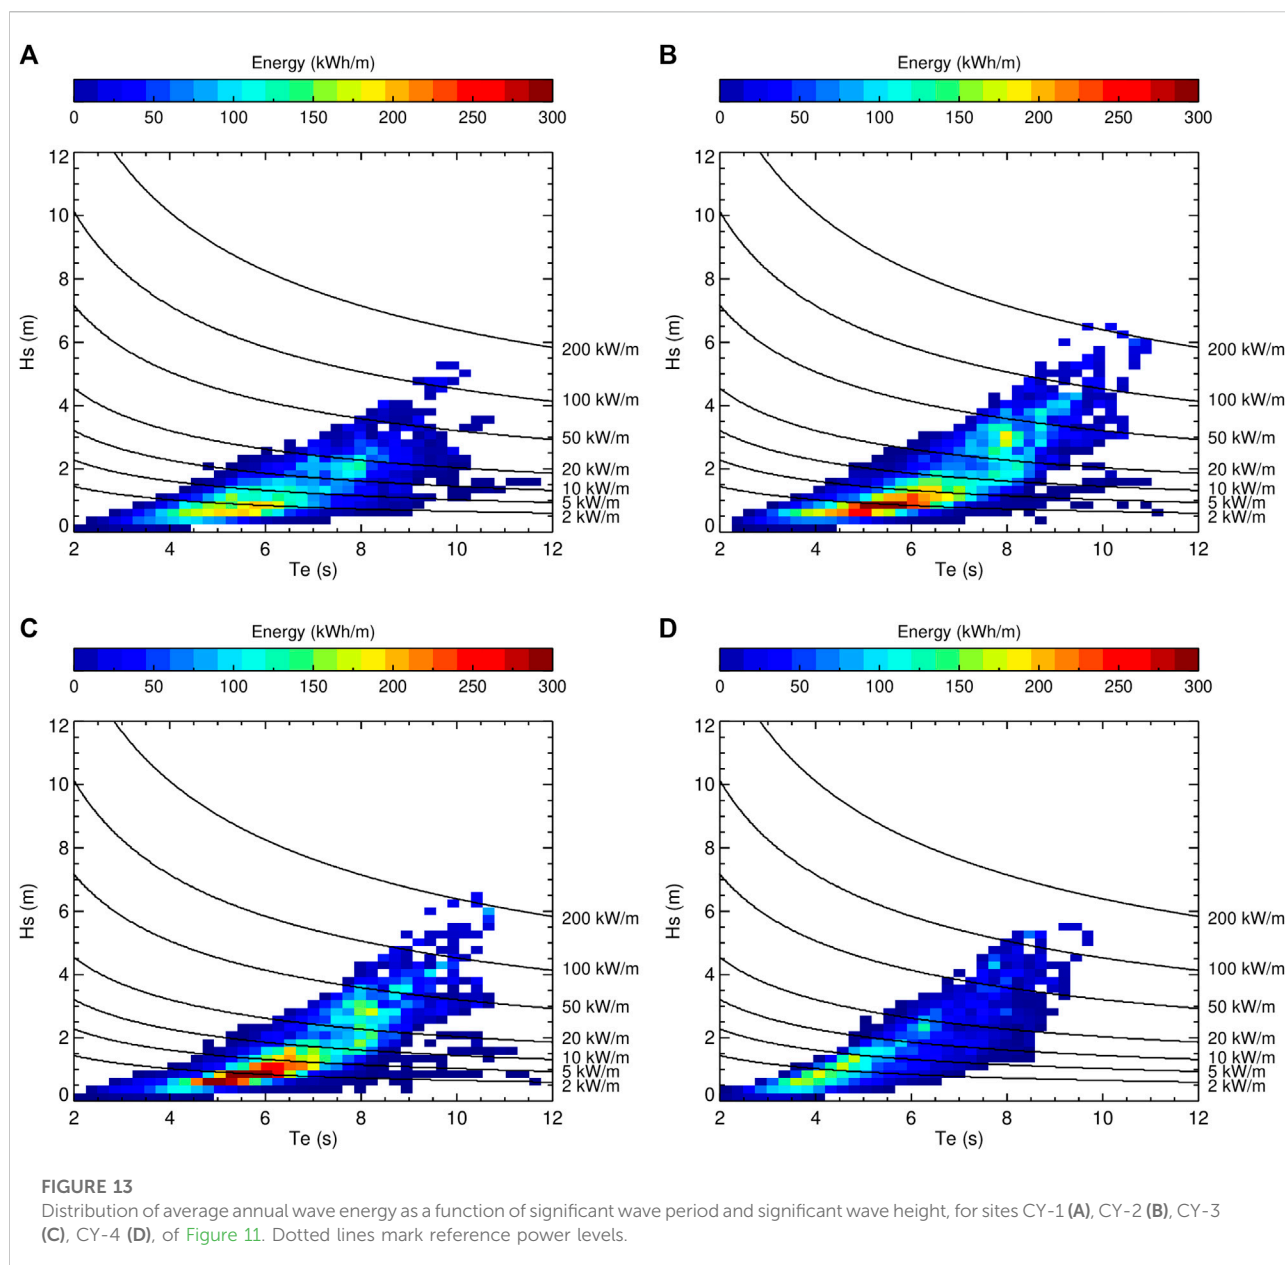 A
Energy (kWh/m)
0 50 100 150 200 250 300
12
10
8
6
4
2
0
Hs (m)
200 kW/m
100 kW/m
50 kW/m
20 kW/m
10 kW/m
5 kW/m
2 kW/m
2 4 6 8 10 12
Te (s)
B
Energy (kWh/m)
0 50 100 150 200 250 300
12
10
8
6
4
2
0
Hs (m)
200 kW/m
100 kW/m
50 kW/m
20 kW/m
10 kW/m
5 kW/m
2 kW/m
2 4 6 8 10 12
Te (s)
C
Energy (kWh/m)
0 50 100 150 200 250 300
12
10
8
6
4
2
0
Hs (m)
200 kW/m
100 kW/m
50 kW/m
20 kW/m
10 kW/m
5 kW/m
2 kW/m
2 4 6 8 10 12
Te (s)
D
Energy (kWh/m)
0 50 100 150 200 250 300
12
10
8
6
4
2
0
Hs (m)
200 kW/m
100 kW/m
50 kW/m
20 kW/m
10 kW/m
5 kW/m
2 kW/m
2 4 6 8 10 12
Te (s)
FIGURE 13
Distribution of average annual wave energy as a function of significant wave period and significant wave height, for sites CY-1 (A), CY-2 (B), CY-3
(C), CY-4 (D), of Figure 11. Dotted lines mark reference power levels.